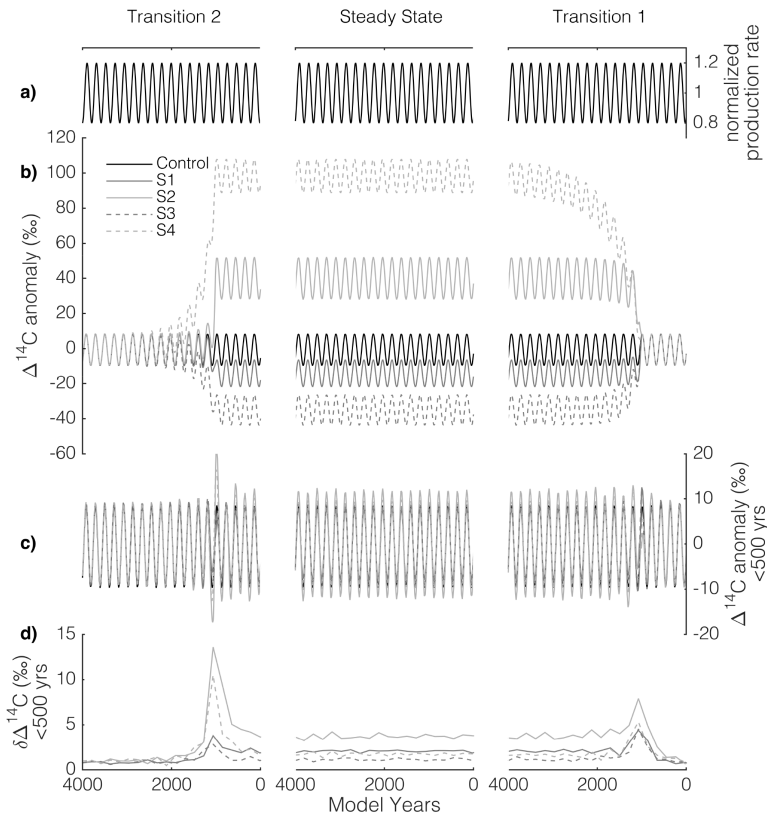 Transition 2
Steady State
Transition 1
a)
1.2
1
0.8
normalized
production rate
b)
120
100
80
60
40
20
0
-20
-40
-60
Δ¹⁴C anomaly (‰)
Control
S1
S2
S3
S4
c)
20
10
0
-10
-20
Δ¹⁴C anomaly (‰)
<500 yrs
d)
15
10
5
0
δΔ¹⁴C (‰)
<500 yrs
4000 2000 0
4000 2000 0
4000 2000 0
Model Years